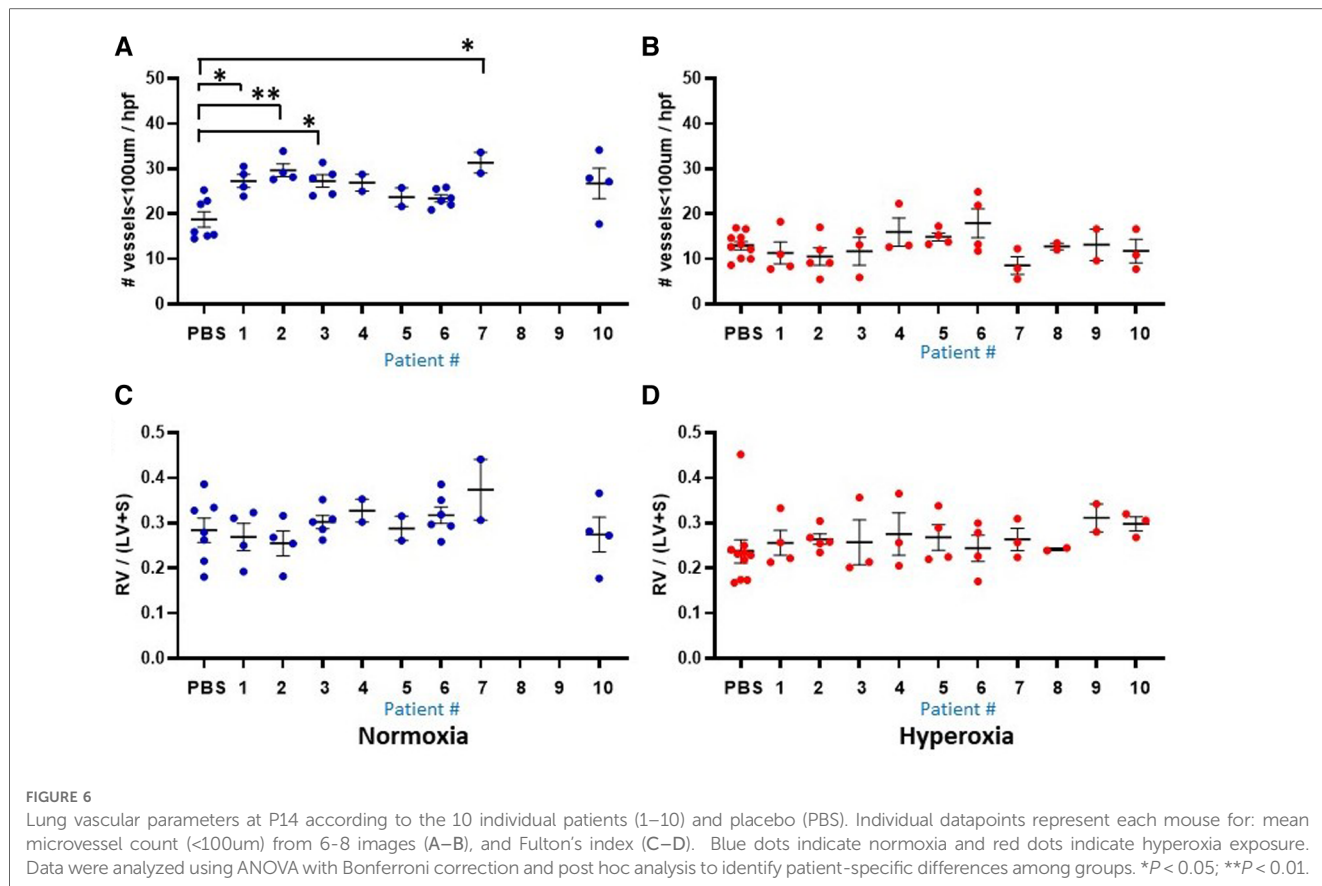 A
B
*
*
**
*
# vessels<100um / hpf
50
40
30
20
10
0
PBS 1 2 3 4 5 6 7 8 9 10
Patient #
# vessels<100um / hpf
50
40
30
20
10
0
PBS 1 2 3 4 5 6 7 8 9 10
Patient #
C
D
RV / (LV+S)
0.5
0.4
0.3
0.2
0.1
0.0
PBS 1 2 3 4 5 6 7 8 9 10
Patient #
Normoxia
RV / (LV+S)
0.5
0.4
0.3
0.2
0.1
0.0
PBS 1 2 3 4 5 6 7 8 9 10
Patient #
Hyperoxia
FIGURE 6
Lung vascular parameters at P14 according to the 10 individual patients (1–10) and placebo (PBS). Individual datapoints represent each mouse for: mean
microvessel count (<100um) from 6-8 images (A–B), and Fulton's index (C–D). Blue dots indicate normoxia and red dots indicate hyperoxia exposure.
Data were analyzed using ANOVA with Bonferroni correction and post hoc analysis to identify patient-specific differences among groups. *P < 0.05; **P < 0.01.